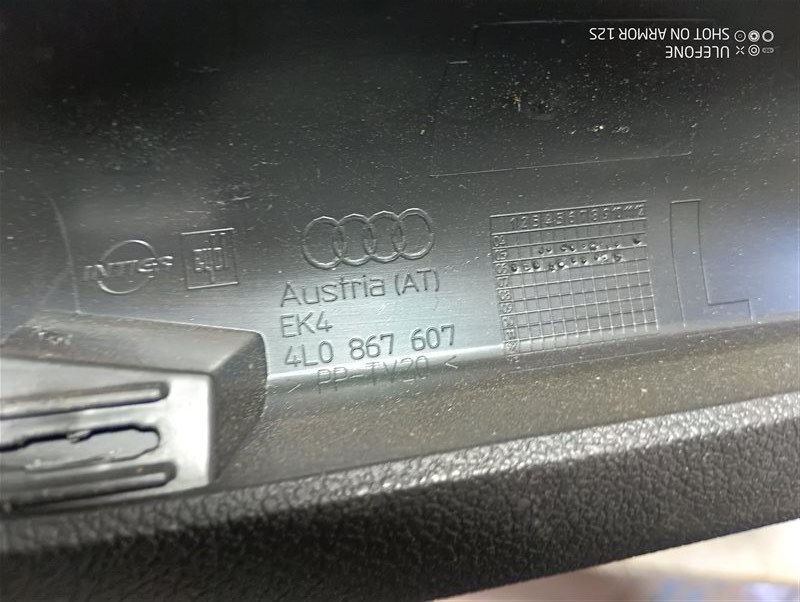 ULEFONE
SHOT ON ARMOR 12S
Austria (AT)
EK4
4L0 867 607
> PP-TV20 <
L